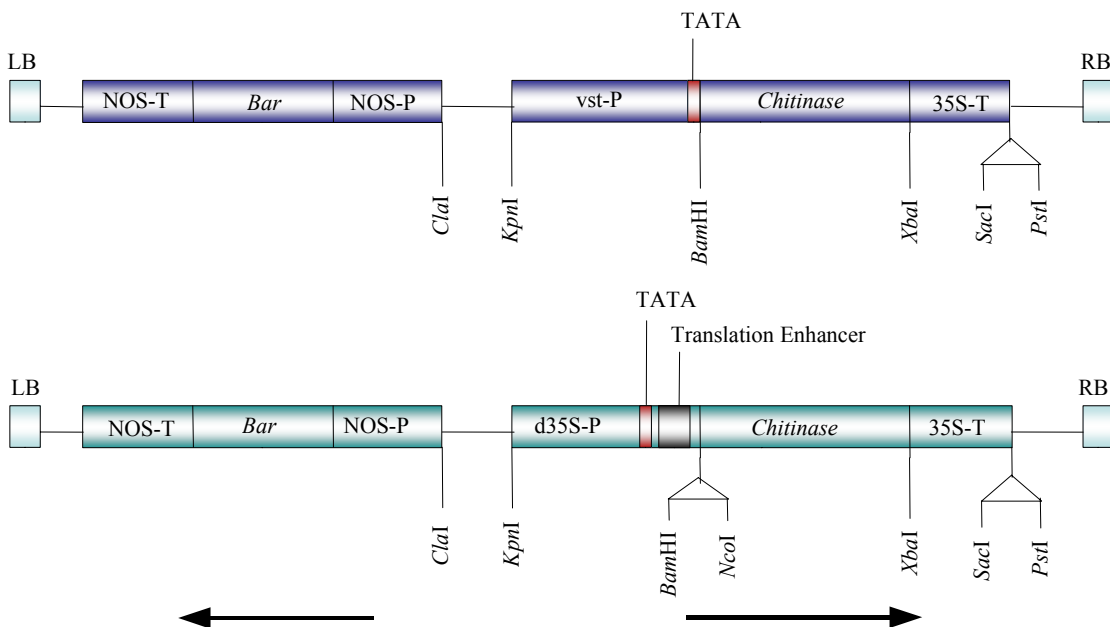 TATA
LB
RB
NOS-T Bar NOS-P vst-P Chitinase 35S-T
ClaI KpnI BamHI XbaI SacI PstI
TATA
Translation Enhancer
LB
RB
NOS-T Bar NOS-P d35S-P Chitinase 35S-T
ClaI KpnI BamHI NcoI XbaI SacI PstI